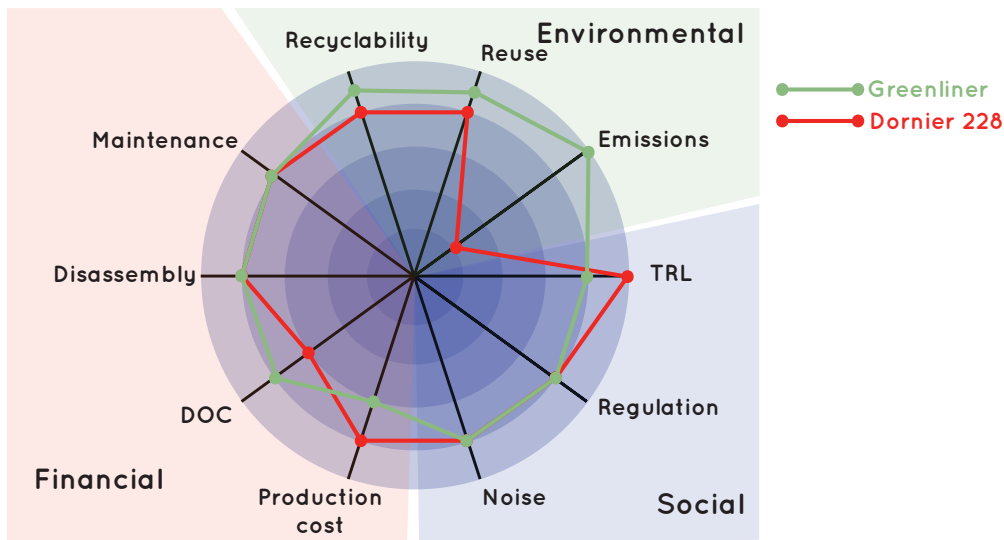 Environmental
Recyclability
Reuse
Greenliner
Dornier 228
Maintenance
Emissions
Disassembly
TRL
DOC
Regulation
Financial
Production
cost
Noise
Social